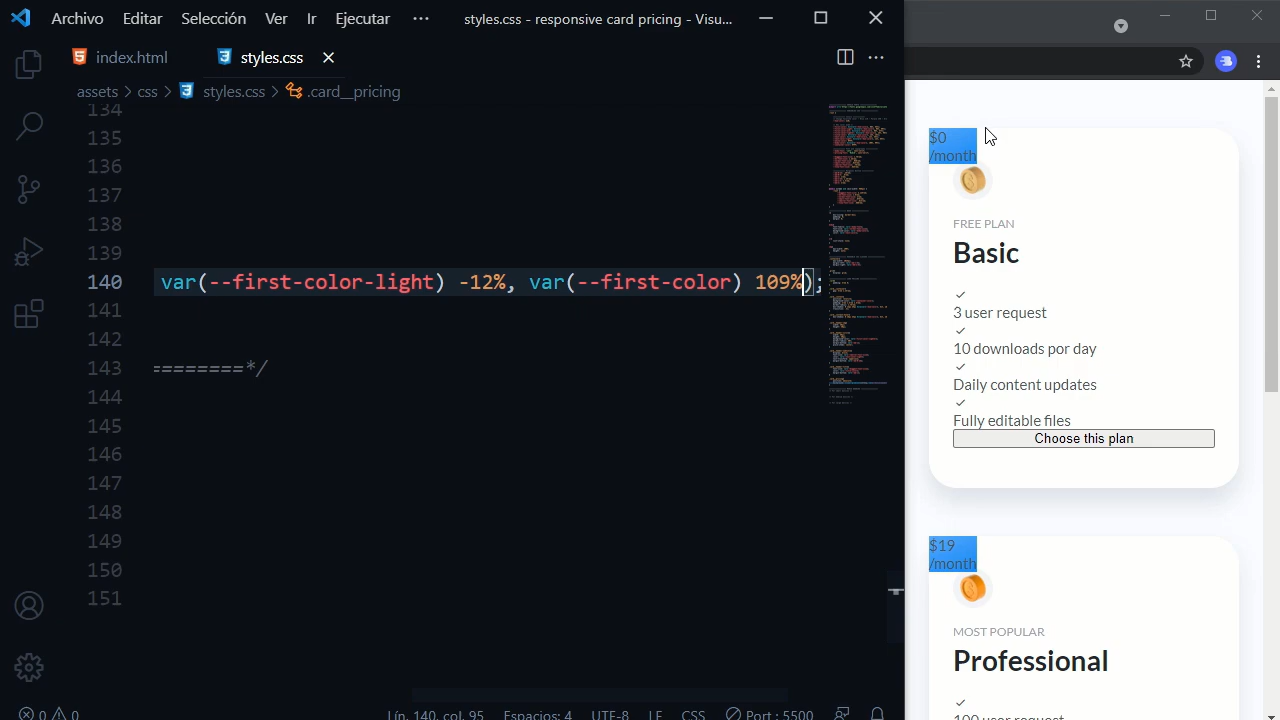 Archivo Editar Selección Ver Ir Ejecutar ··· styles.css - responsive card pricing - Visu...
index.html styles.css
assets > css > styles.css > .card__pricing
134
135
136
137
138
139
140 var(--first-color-light) -12%, var(--first-color) 109%);
141
142
143 ========*/
144
145
146
147
148
149
150
151
0 0 Lín. 140, col. 95 Espacios: 4 UTF-8 LF CSS Port : 5500
$0
/month
FREE PLAN
Basic
3 user request
10 downloads por day
Daily content updates
Fully editable files
Choose this plan
$19
/month
MOST POPULAR
Professional
100 user request